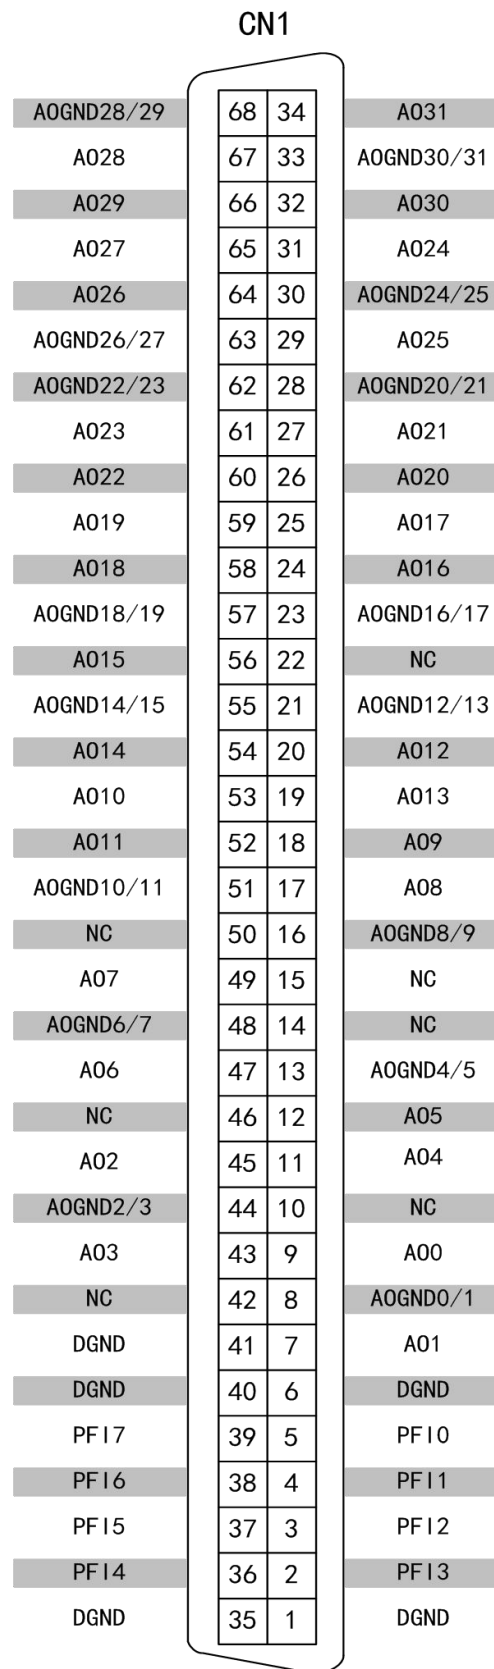 CN1
AOGND28/29 68 34 AO31
AO28 67 33 AOGND30/31
AO29 66 32 AO30
AO27 65 31 AO24
AO26 64 30 AOGND24/25
AOGND26/27 63 29 AO25
AOGND22/23 62 28 AOGND20/21
AO23 61 27 AO21
AO22 60 26 AO20
AO19 59 25 AO17
AO18 58 24 AO16
AOGND18/19 57 23 AOGND16/17
AO15 56 22 NC
AOGND14/15 55 21 AOGND12/13
AO14 54 20 AO12
AO10 53 19 AO13
AO11 52 18 AO9
AOGND10/11 51 17 AO8
NC 50 16 AOGND8/9
AO7 49 15 NC
AOGND6/7 48 14 NC
AO6 47 13 AOGND4/5
NC 46 12 AO5
AO2 45 11 AO4
AOGND2/3 44 10 NC
AO3 43 9 AO0
NC 42 8 AOGND0/1
DGND 41 7 AO1
DGND 40 6 DGND
PFI7 39 5 PFI0
PFI6 38 4 PFI1
PFI5 37 3 PFI2
PFI4 36 2 PFI3
DGND 35 1 DGND